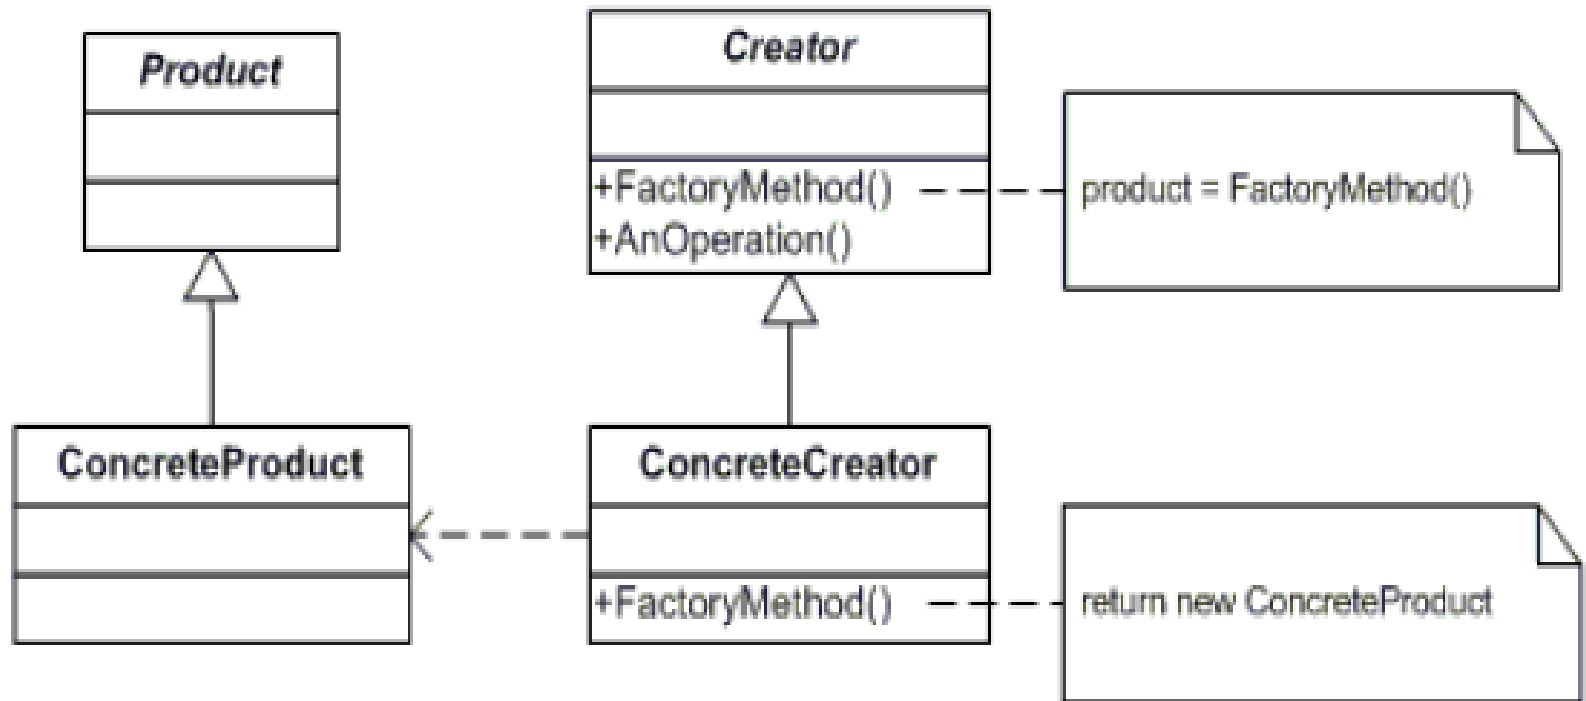 Product
Creator
+FactoryMethod()
+AnOperation()
product = FactoryMethod()
ConcreteProduct
ConcreteCreator
+FactoryMethod()
return new ConcreteProduct